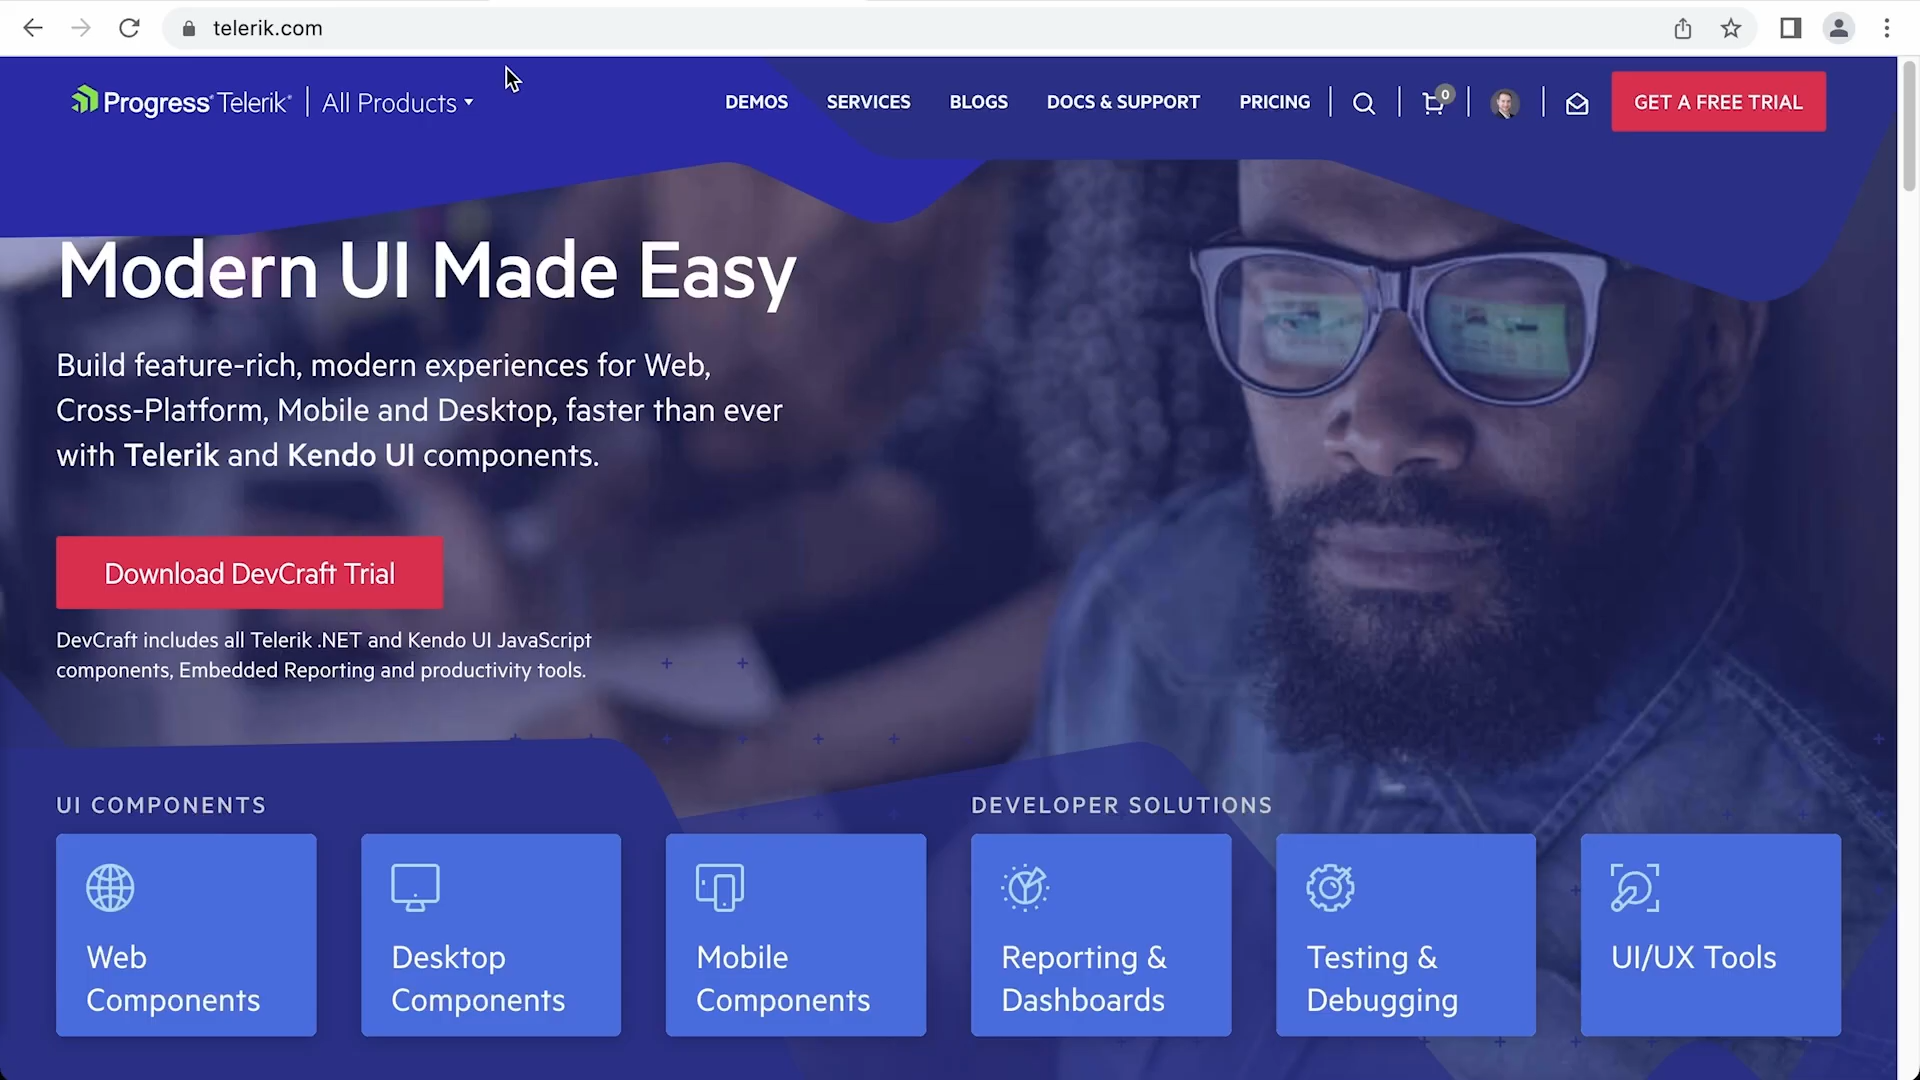 telerik.com
Progress Telerik | All Products
DEMOS
SERVICES
BLOGS
DOCS & SUPPORT
PRICING
0
GET A FREE TRIAL
Modern UI Made Easy
Build feature-rich, modern experiences for Web,
Cross-Platform, Mobile and Desktop, faster than ever
with Telerik and Kendo UI components.
Download DevCraft Trial
DevCraft includes all Telerik .NET and Kendo UI JavaScript
components, Embedded Reporting and productivity tools.
UI COMPONENTS
Web
Components
Desktop
Components
Mobile
Components
DEVELOPER SOLUTIONS
Reporting &
Dashboards
Testing &
Debugging
UI/UX Tools